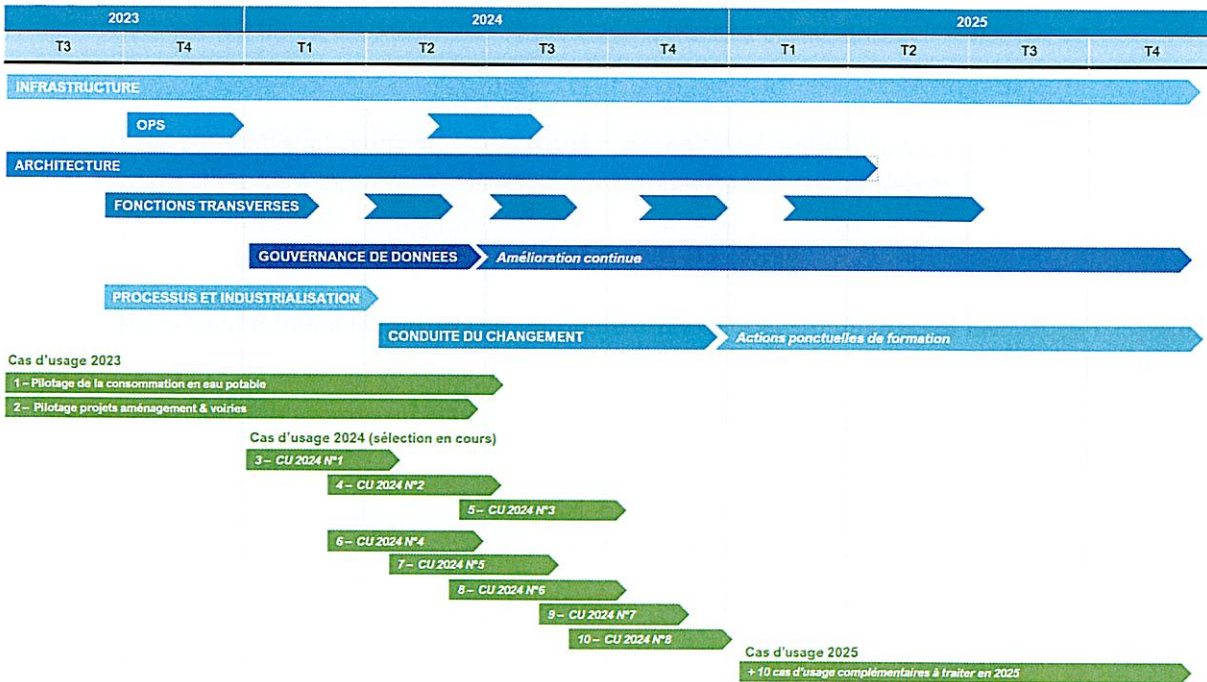 2023 2024 2025
T3 T4 T1 T2 T3 T4 T1 T2 T3 T4
INFRASTRUCTURE
OPS
ARCHITECTURE
FONCTIONS TRANSVERSES
GOUVERNANCE DE DONNEES Amélioration continue
PROCESSUS ET INDUSTRIALISATION
CONDUITE DU CHANGEMENT Actions ponctuelles de formation
Cas d'usage 2023
1 – Pilotage de la consommation en eau potable
2 – Pilotage projets aménagement & voiries
Cas d'usage 2024 (sélection en cours)
3 – CU 2024 N°1
4 – CU 2024 N°2
5 – CU 2024 N°3
6 – CU 2024 N°4
7 – CU 2024 N°5
8 – CU 2024 N°6
9 – CU 2024 N°7
10 – CU 2024 N°8
Cas d'usage 2025
+ 10 cas d'usage complémentaires à traiter en 2025